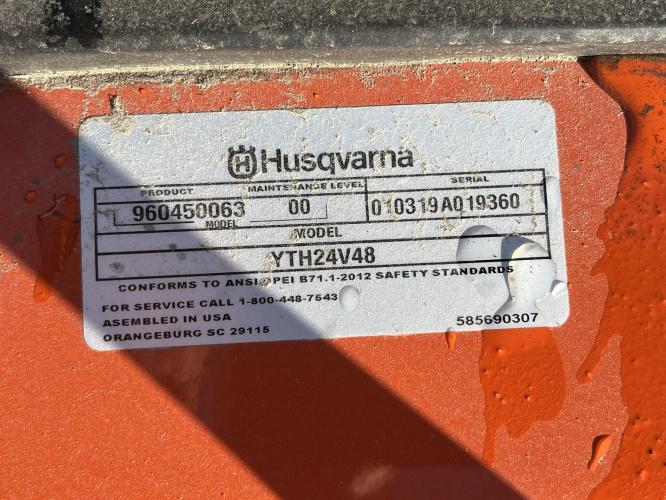 Husqvarna
PRODUCT MAINTENANCE LEVEL SERIAL
960450063 00 010319A019360
MODEL
MODEL
YTH24V48
CONFORMS TO ANSI OPEI B71.1-2012 SAFETY STANDARDS
FOR SERVICE CALL 1-800-448-7543
ASEMBLED IN USA
ORANGEBURG SC 29115
585690307